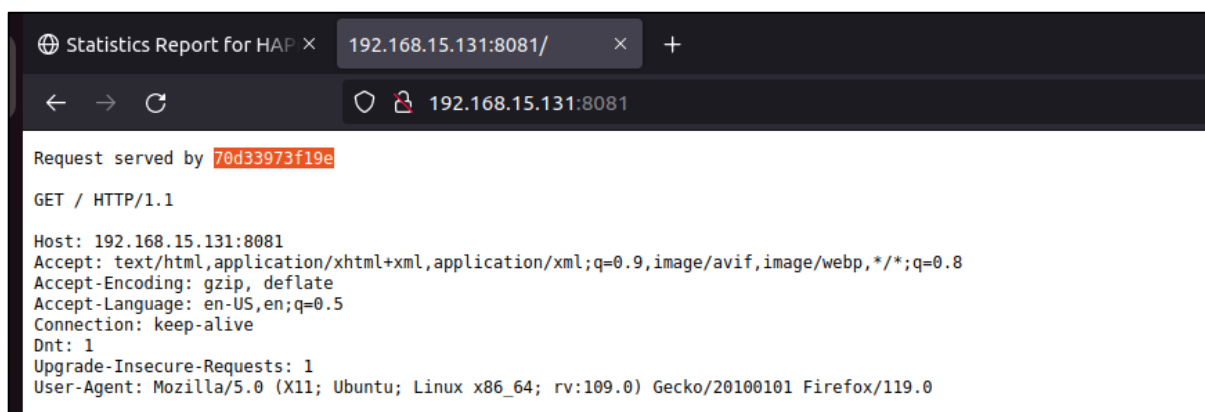 Statistics Report for HAP
192.168.15.131:8081/
192.168.15.131:8081
Request served by 70d33973f19e
GET / HTTP/1.1
Host: 192.168.15.131:8081
Accept: text/html,application/xhtml+xml,application/xml;q=0.9,image/avif,image/webp,*/*;q=0.8
Accept-Encoding: gzip, deflate
Accept-Language: en-US,en;q=0.5
Connection: keep-alive
Dnt: 1
Upgrade-Insecure-Requests: 1
User-Agent: Mozilla/5.0 (X11; Ubuntu; Linux x86_64; rv:109.0) Gecko/20100101 Firefox/119.0